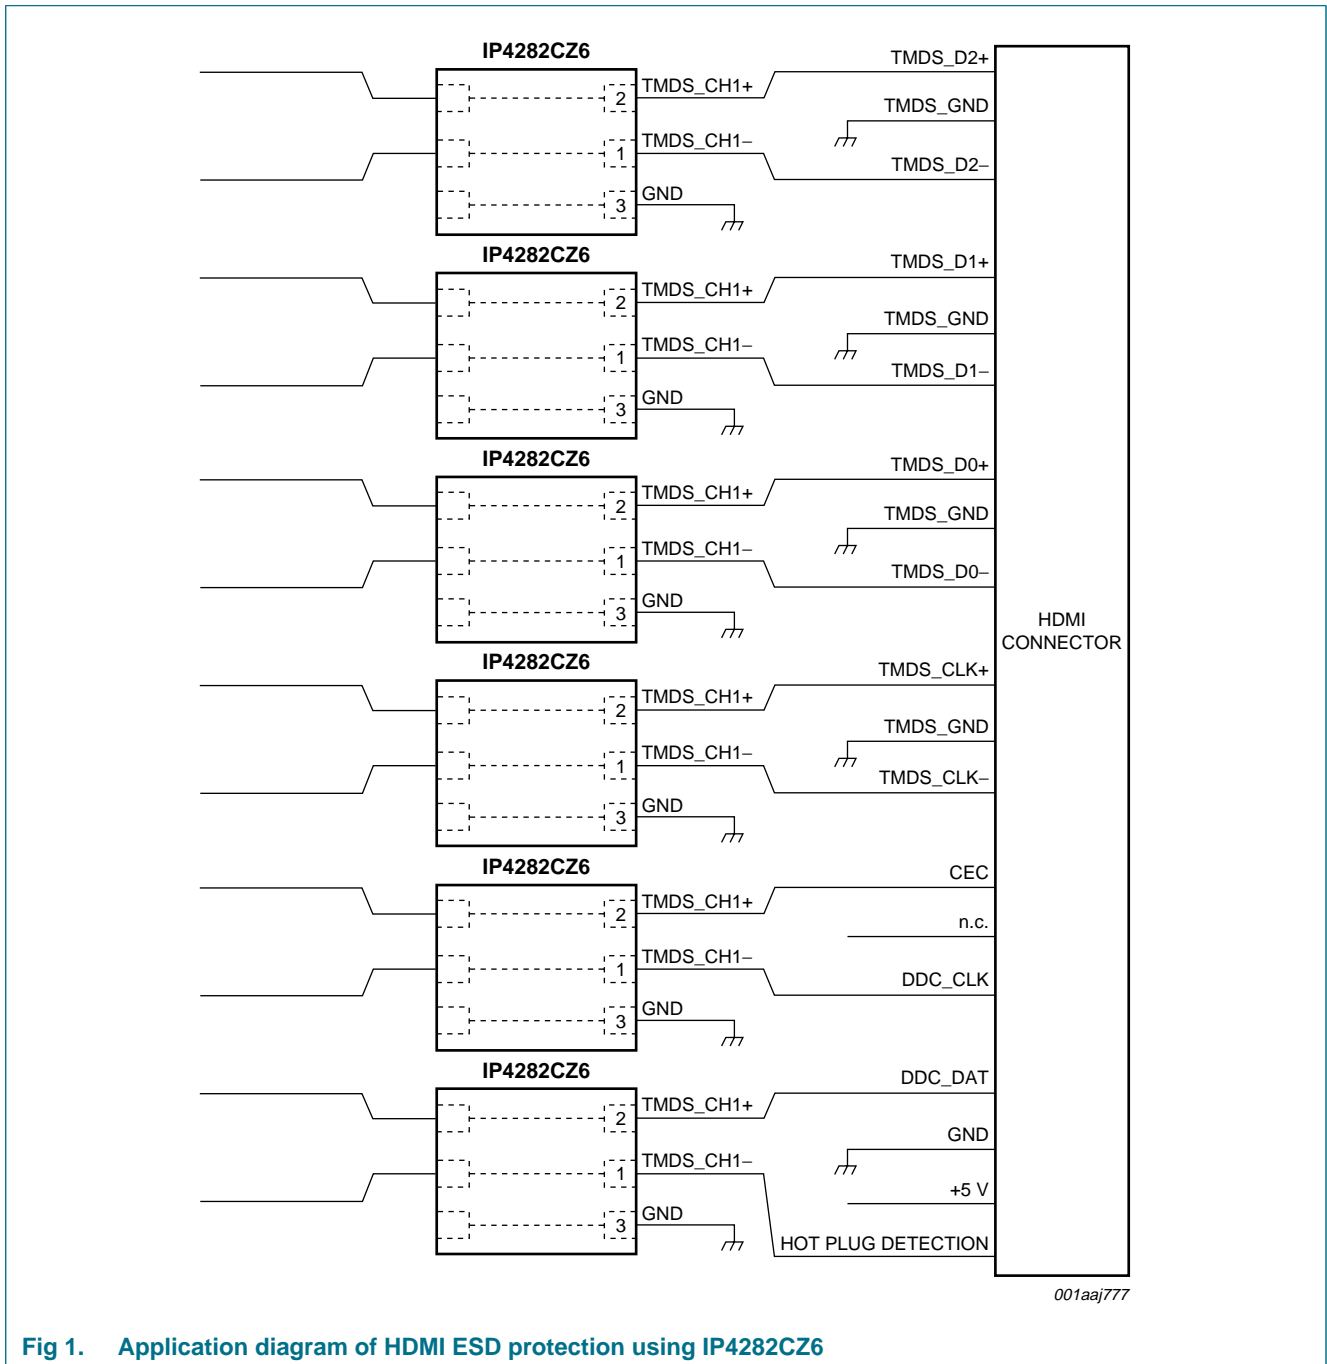 IP4282CZ6
TMDS_D2+
TMDS_CH1+
2
TMDS_GND
TMDS_CH1−
1
TMDS_D2−
GND
3
IP4282CZ6
TMDS_D1+
TMDS_CH1+
2
TMDS_GND
TMDS_CH1−
1
TMDS_D1−
GND
3
IP4282CZ6
TMDS_D0+
TMDS_CH1+
2
TMDS_GND
TMDS_CH1−
1
TMDS_D0−
GND
3
HDMI
CONNECTOR
IP4282CZ6
TMDS_CLK+
TMDS_CH1+
2
TMDS_GND
TMDS_CH1−
1
TMDS_CLK−
GND
3
IP4282CZ6
CEC
TMDS_CH1+
2
n.c.
TMDS_CH1−
1
DDC_CLK
GND
3
IP4282CZ6
DDC_DAT
TMDS_CH1+
2
GND
TMDS_CH1−
1
+5 V
GND
3
HOT PLUG DETECTION
001aaj777
Fig 1. Application diagram of HDMI ESD protection using IP4282CZ6